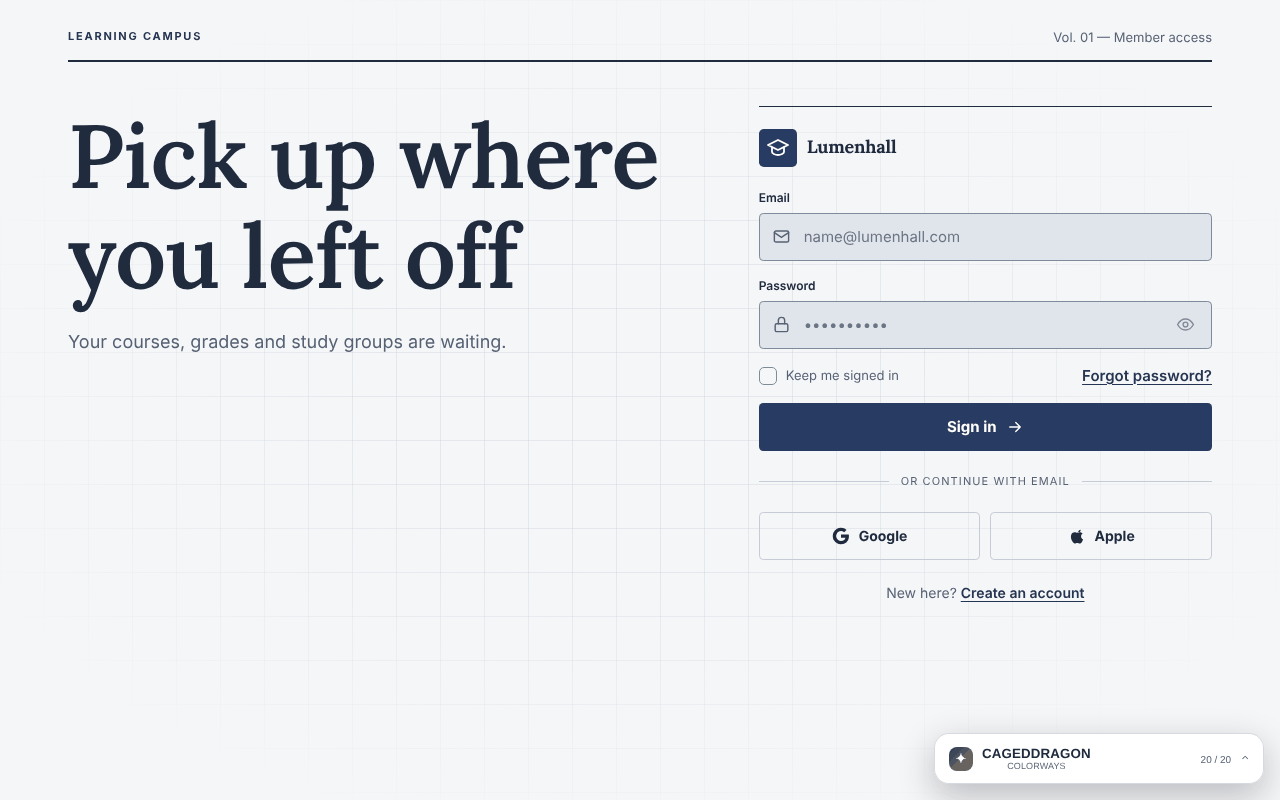 LEARNING CAMPUS
Vol. 01 — Member access
Pick up where
you left off
Your courses, grades and study groups are waiting.
Lumenhall
Email
name@lumenhall.com
Password
••••••••••
Keep me signed in
Forgot password?
Sign in →
OR CONTINUE WITH EMAIL
Google
Apple
New here? Create an account
CAGEDDRAGON
COLORWAYS
20 / 20